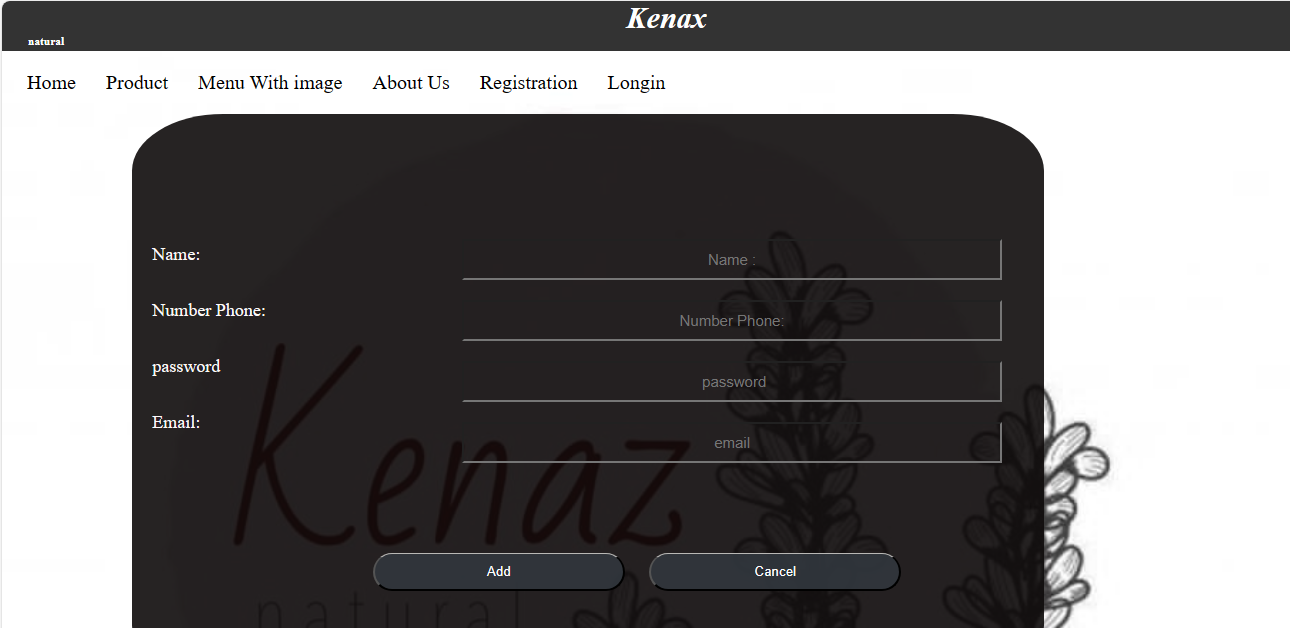 Kenax
natural
Home Product Menu With image About Us Registration Longin
Name: Name :
Number Phone: Number Phone:
password password
Email: email
Kenaz
Add Cancel
natural